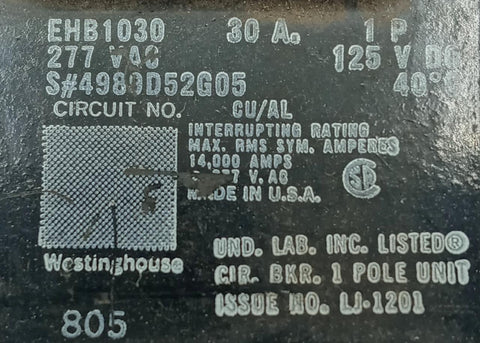 EHB1030 30 A. 1 P
277 VAC 125 V DC
S#4989D52G05 40°
CIRCUIT NO. CU/AL
INTERRUPTING RATING
MAX. RMS SYM. AMPERES
14,000 AMPS
V. AC
MADE IN U.S.A.
SA
Westinghouse
UND. LAB. INC. LISTED®
CIR. BKR. 1 POLE UNIT
ISSUE NO. LJ-1201
805